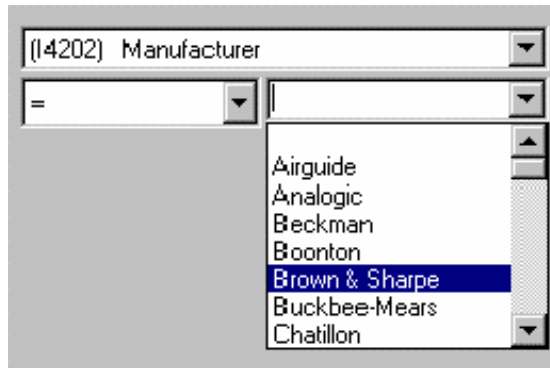 (I4202) Manufacturer
=
Airguide
Analogic
Beckman
Boonton
Brown & Sharpe
Buckbee-Mears
Chatillon